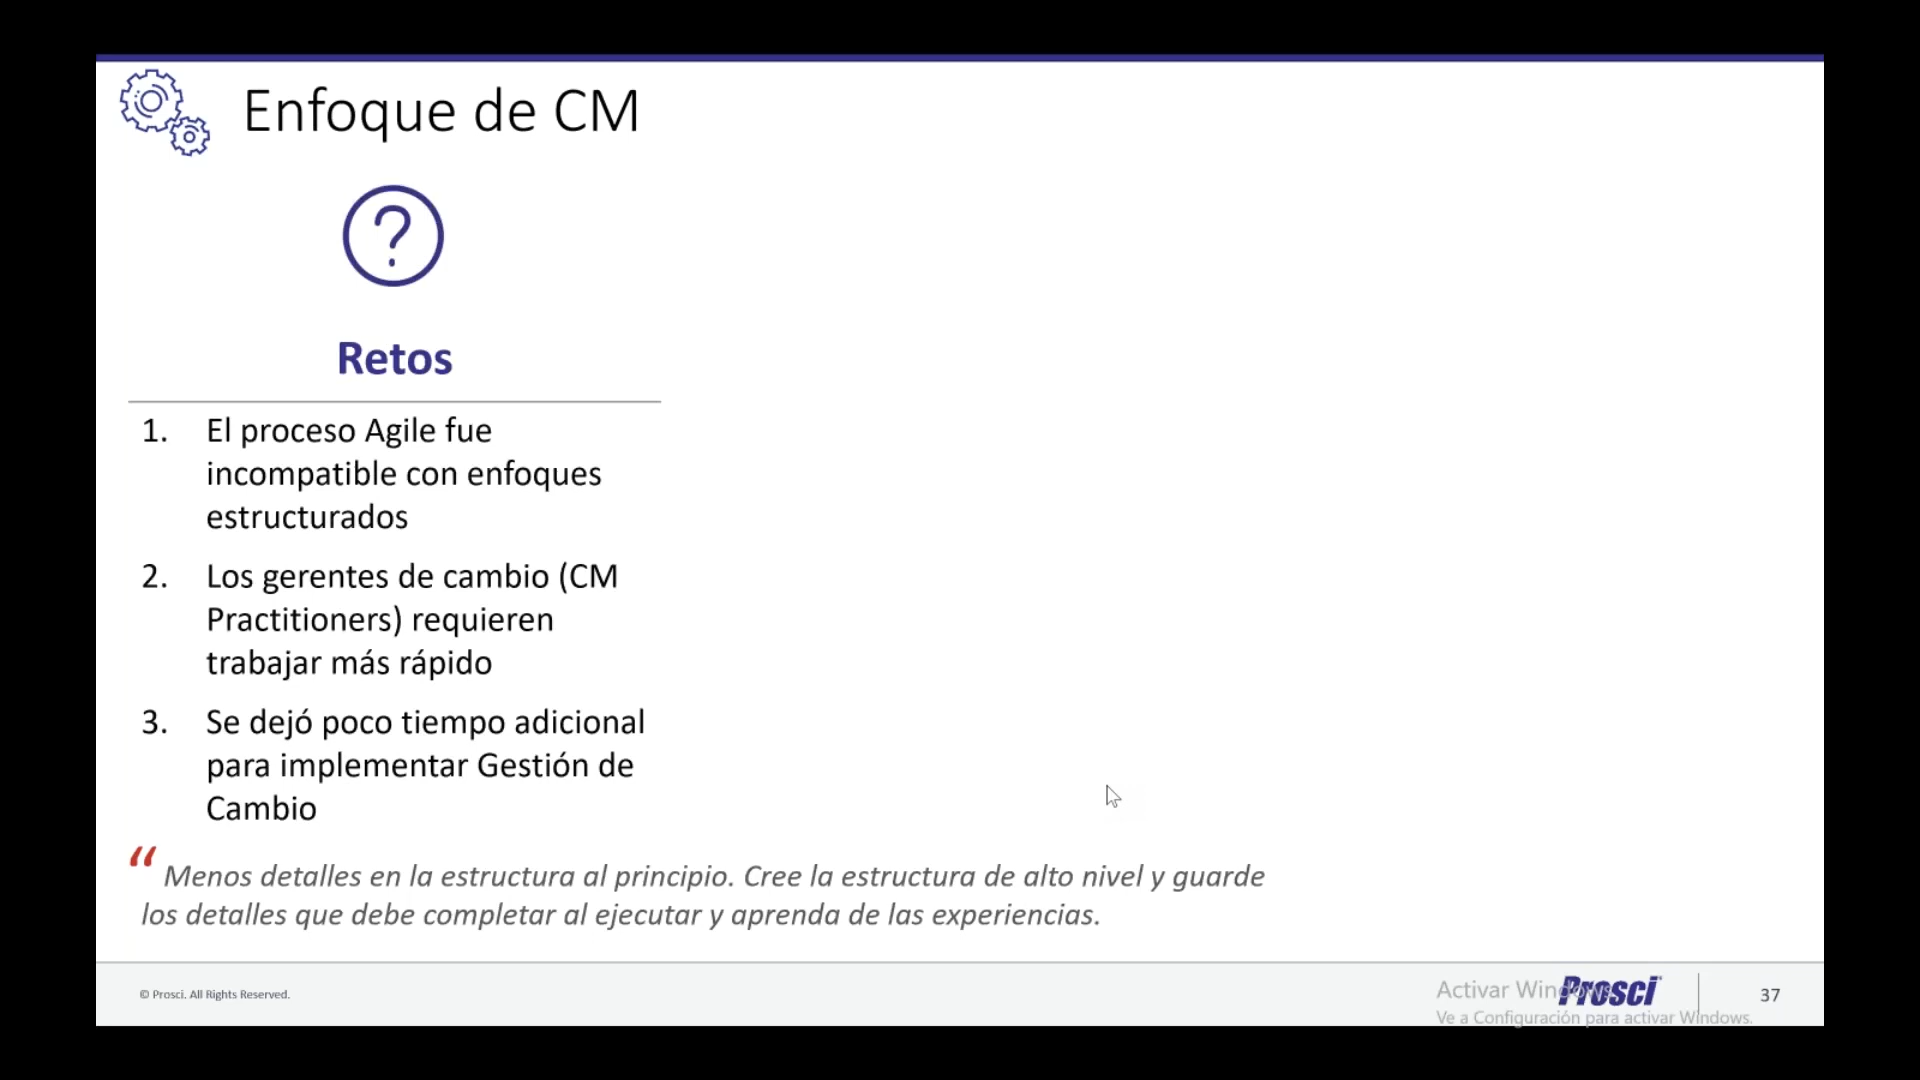 Enfoque de CM
?
Retos
1. El proceso Agile fue
incompatible con enfoques
estructurados
2. Los gerentes de cambio (CM
Practitioners) requieren
trabajar más rápido
3. Se dejó poco tiempo adicional
para implementar Gestión de
Cambio
“ Menos detalles en la estructura al principio. Cree la estructura de alto nivel y guarde
los detalles que debe completar al ejecutar y aprenda de las experiencias.
© Prosci. All Rights Reserved.
Activar Windows
Prosci
37
Ve a Configuración para activar Windows.